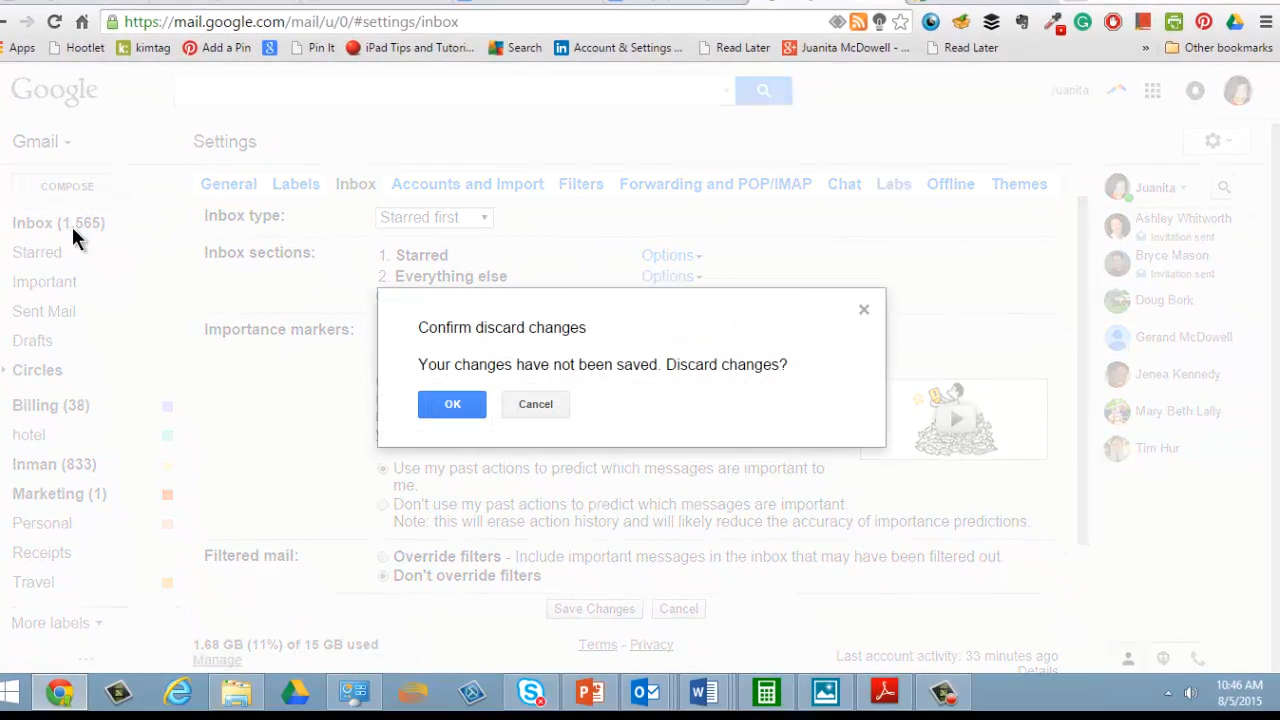 https://mail.google.com/mail/u/0/#settings/inbox
Apps
Hootlet
kimtag
Add a Pin
Pin It
iPad Tips and Tutori...
Search
Account & Settings ...
Read Later
Juanita McDowell - ...
Read Later
»
Other bookmarks
Google
Juanita
Gmail
Settings
COMPOSE
General
Labels
Inbox
Accounts and Import
Filters
Forwarding and POP/IMAP
Chat
Labs
Offline
Themes
Juanita
Inbox (1,565)
Starred
Important
Sent Mail
Drafts
Circles
Billing (38)
hotel
Inman (833)
Marketing (1)
Personal
Receipts
Travel
More labels
Inbox type:
Starred first
Inbox sections:
1. Starred
Options
2. Everything else
Options
Importance markers:
Confirm discard changes
Your changes have not been saved. Discard changes?
OK
Cancel
Use my past actions to predict which messages are important to
me.
Don't use my past actions to predict which messages are important.
Note: this will erase action history and will likely reduce the accuracy of importance predictions.
Filtered mail:
Override filters - Include important messages in the inbox that may have been filtered out.
Don't override filters
Save Changes
Cancel
1.68 GB (11%) of 15 GB used
Manage
Terms - Privacy
Last account activity: 33 minutes ago
Details
Ashley Whitworth
Invitation sent
Bryce Mason
Invitation sent
Doug Bork
Gerand McDowell
Jenea Kennedy
Mary Beth Lally
Tim Hur
10:46 AM
8/5/2015